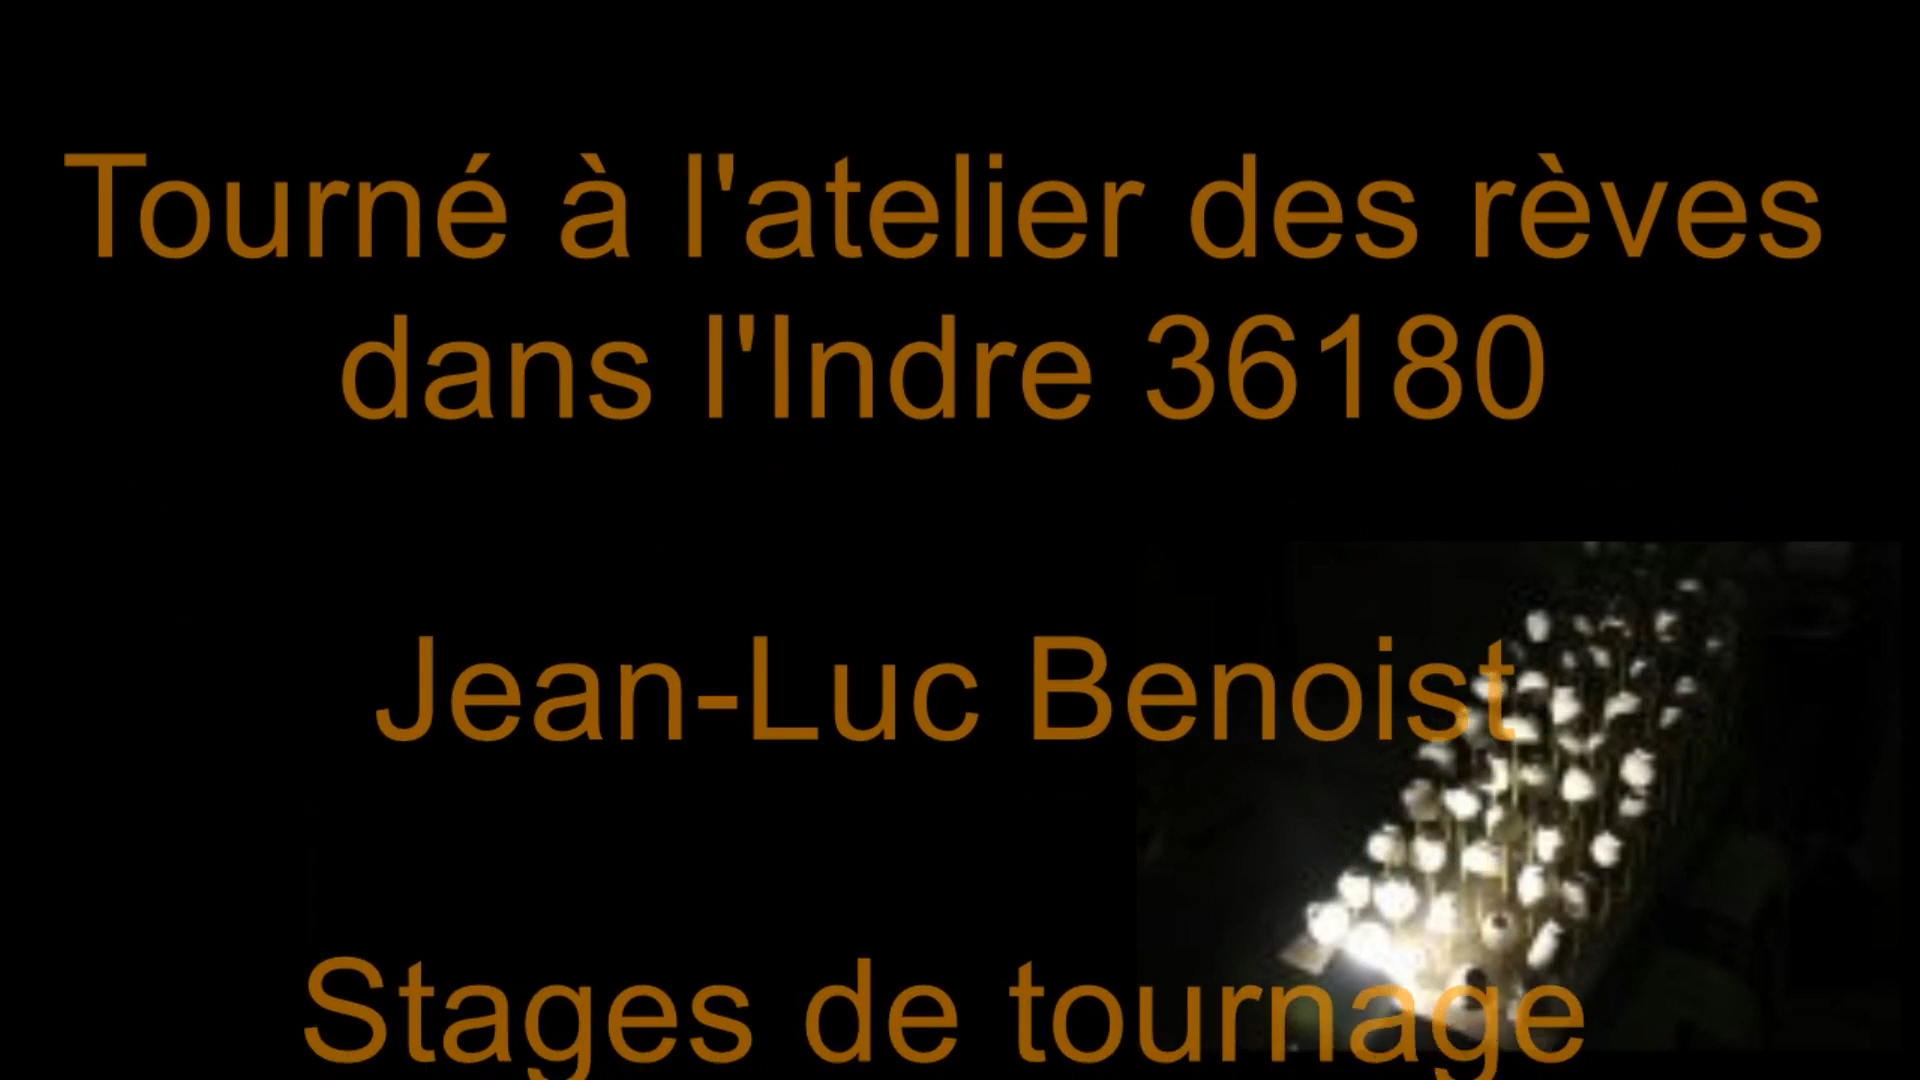 Tourné à l'atelier des rèves
dans l'Indre 36180
Jean-Luc Benoist
Stages de tournage